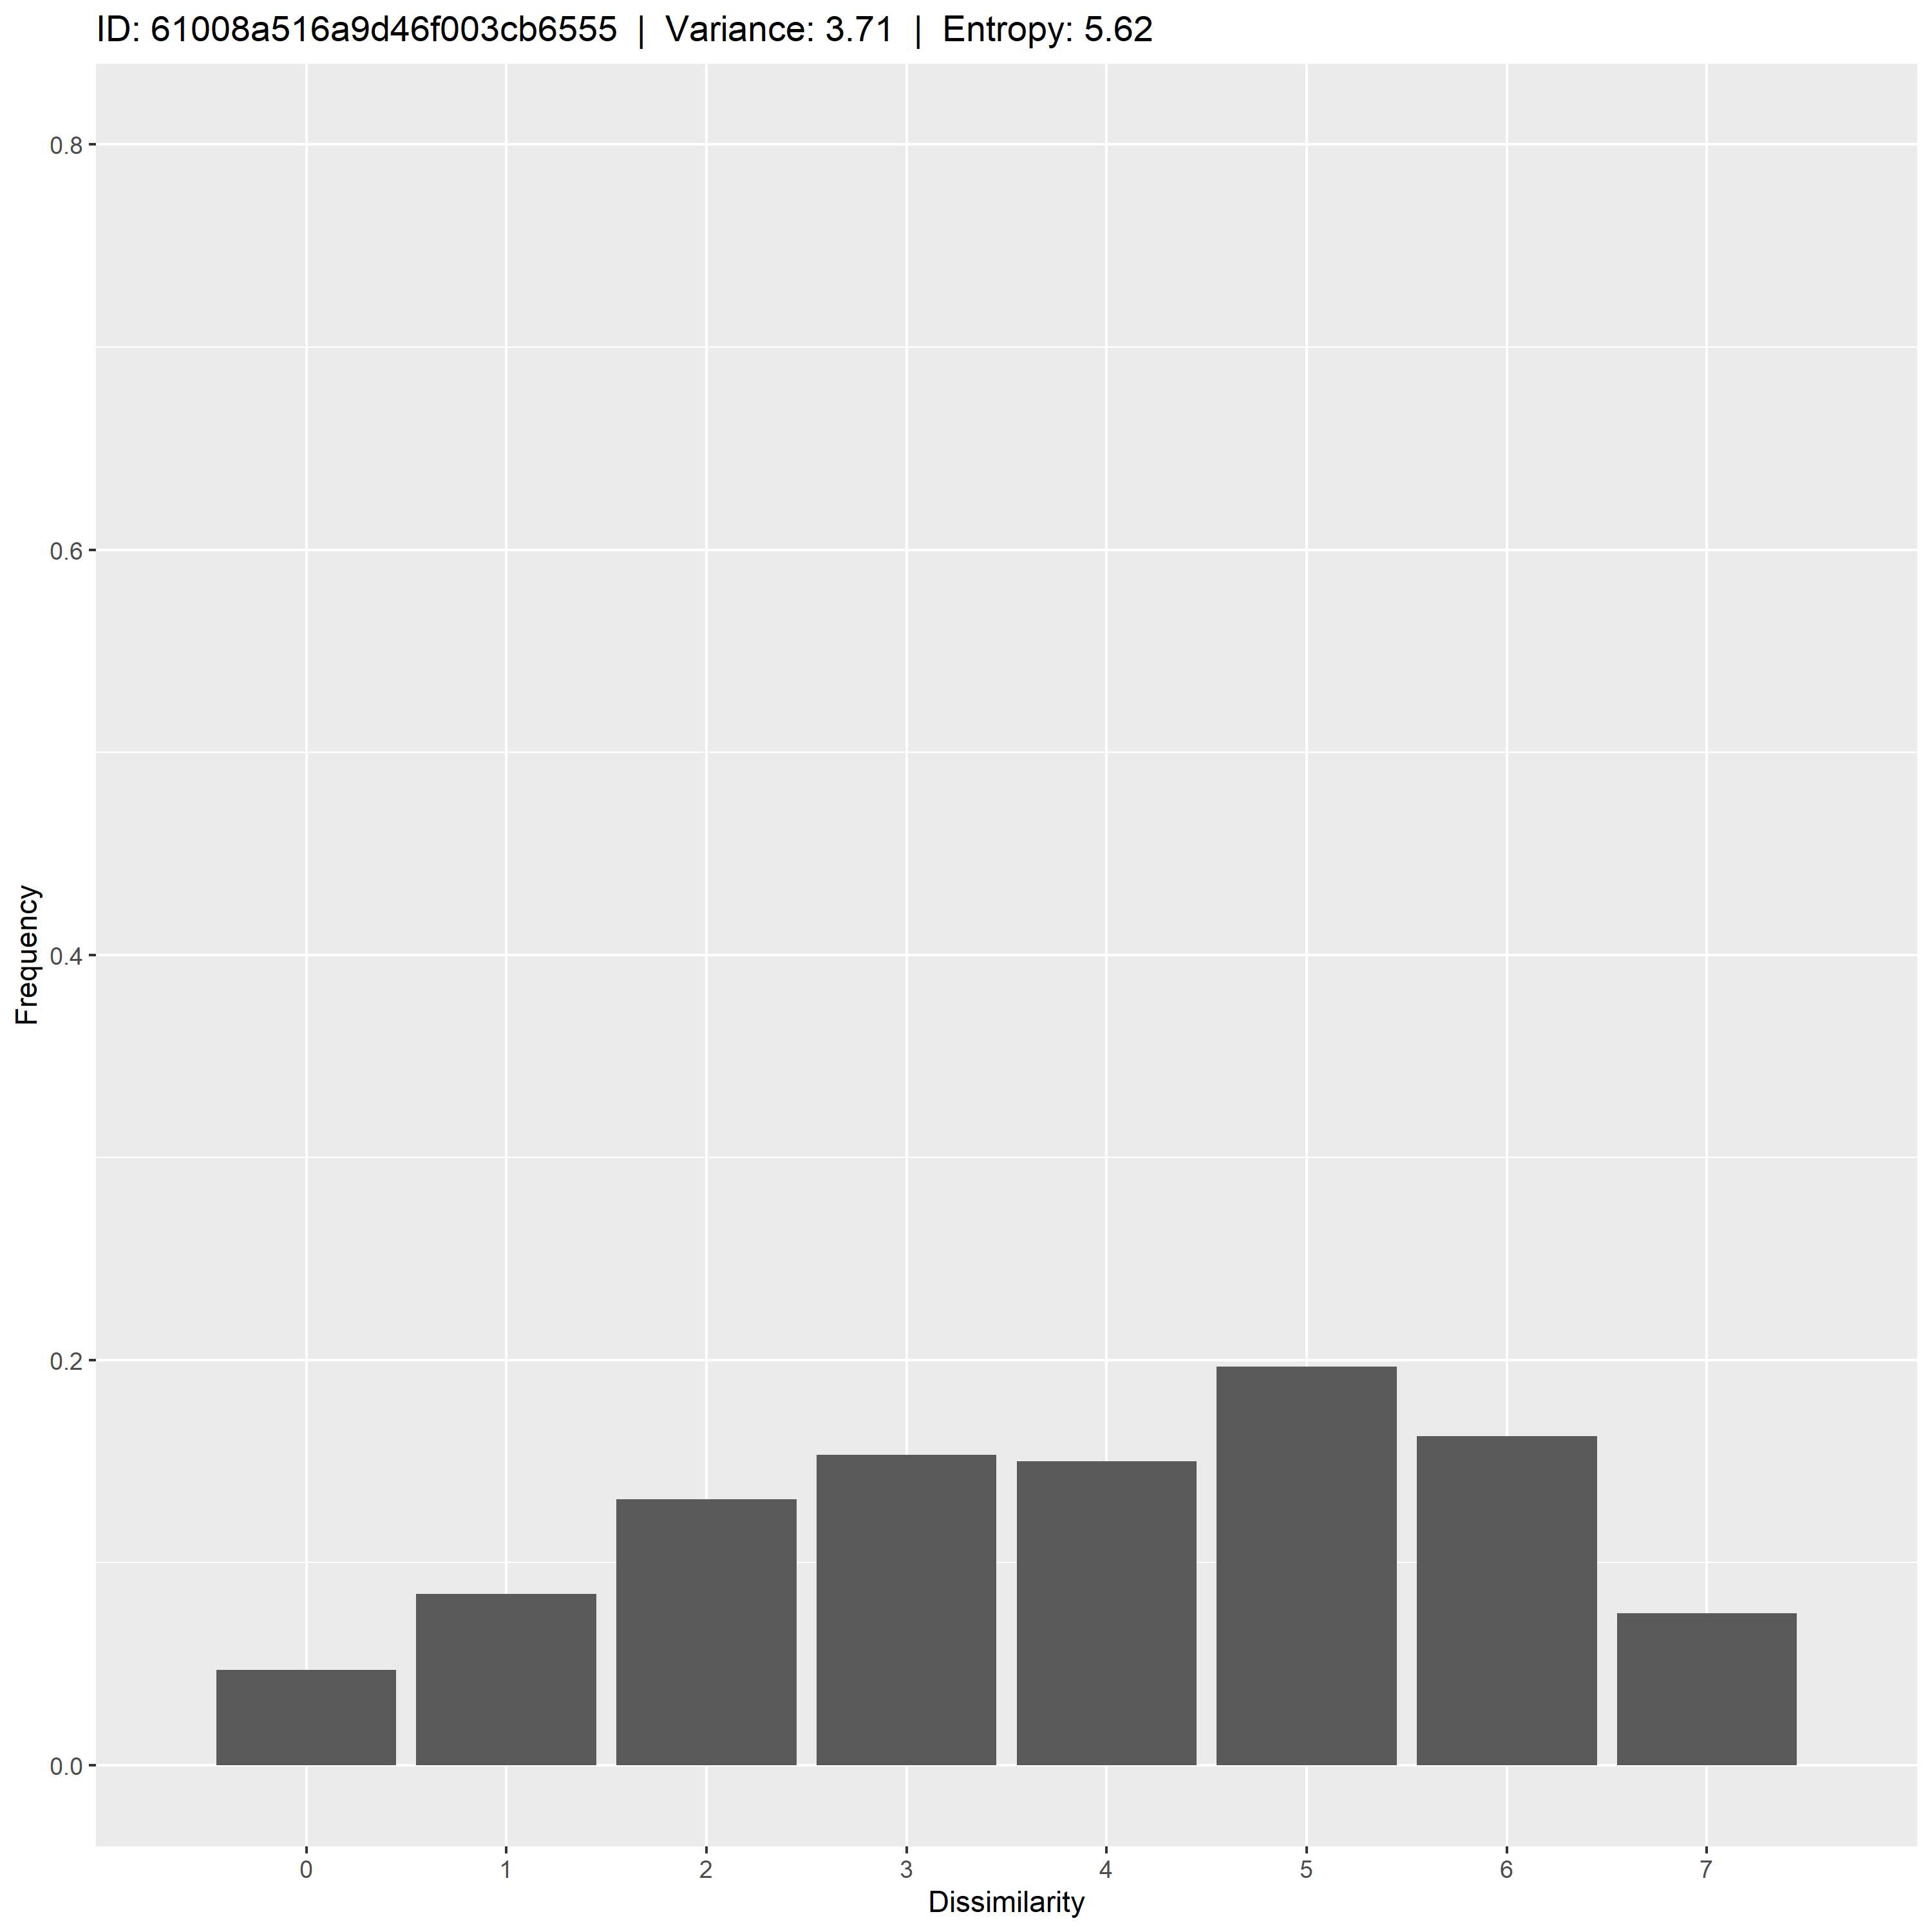 ID: 61008a516a9d46f003cb6555 | Variance: 3.71 | Entropy: 5.62
0.8
0.6
0.4
0.2
0.0
Frequency
0 1 2 3 4 5 6 7
Dissimilarity